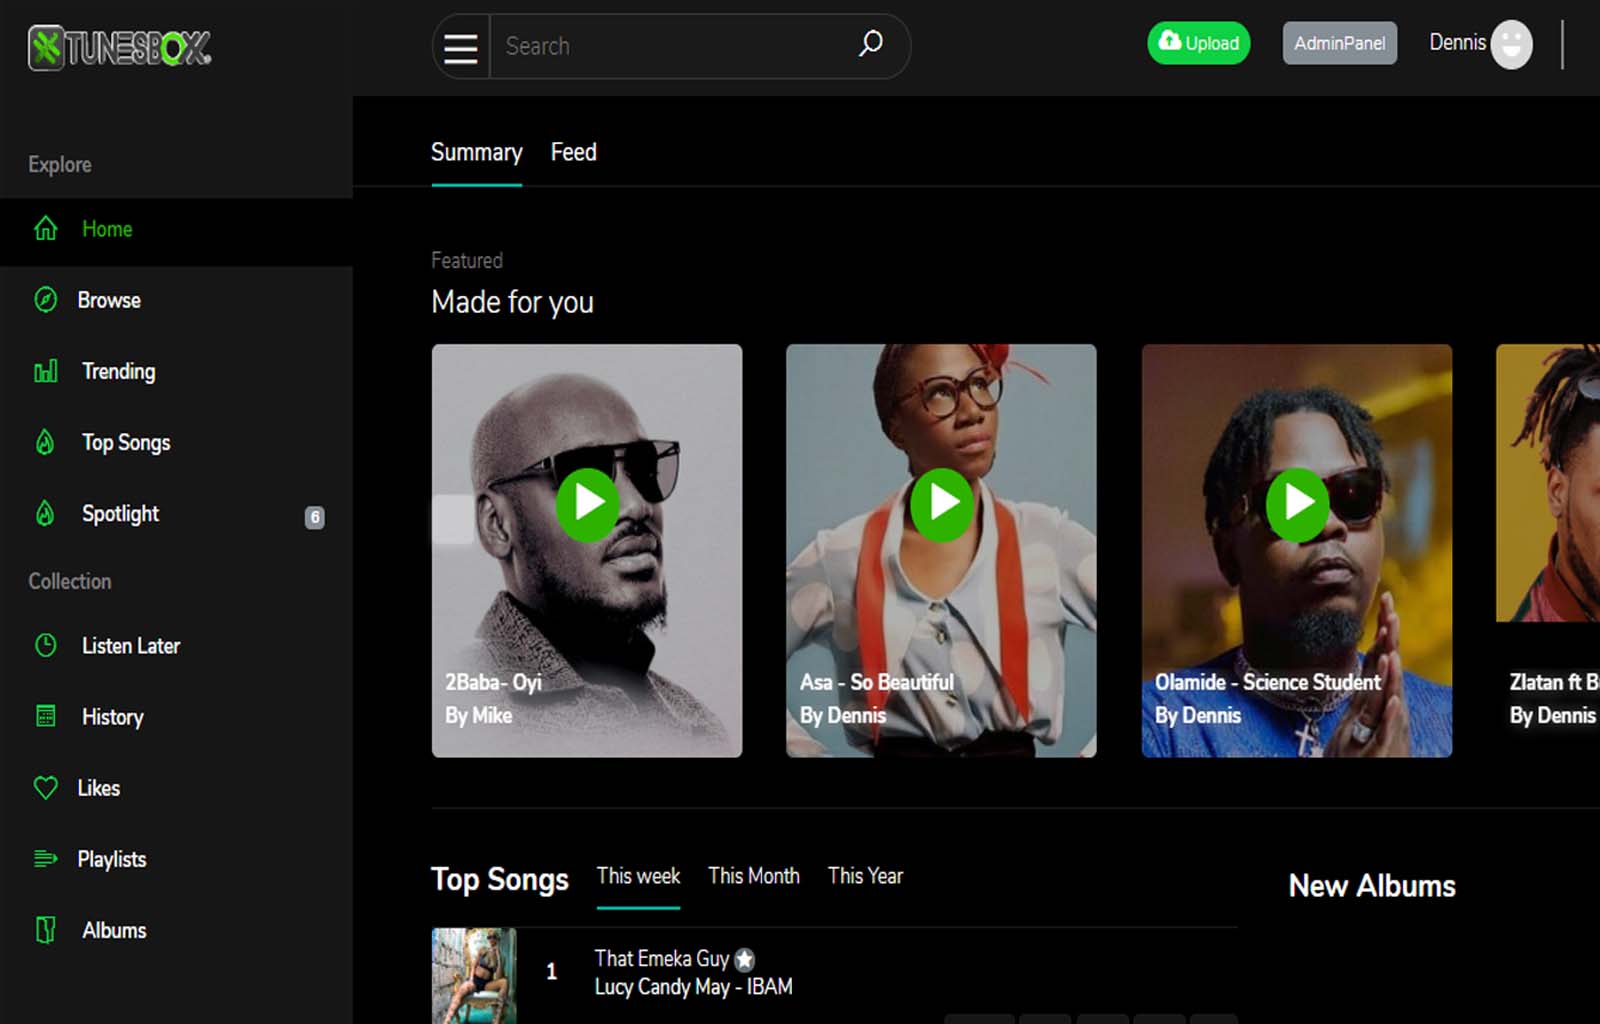 TUNESBOX
Search
Upload
AdminPanel
Dennis
Explore
Home
Browse
Trending
Top Songs
Spotlight
6
Collection
Listen Later
History
Likes
Playlists
Albums
Summary
Feed
Featured
Made for you
2Baba- Oyi
By Mike
Asa - So Beautiful
By Dennis
Olamide - Science Student
By Dennis
Zlatan ft
By Dennis
Top Songs
This week
This Month
This Year
1
That Emeka Guy
Lucy Candy May - IBAM
New Albums